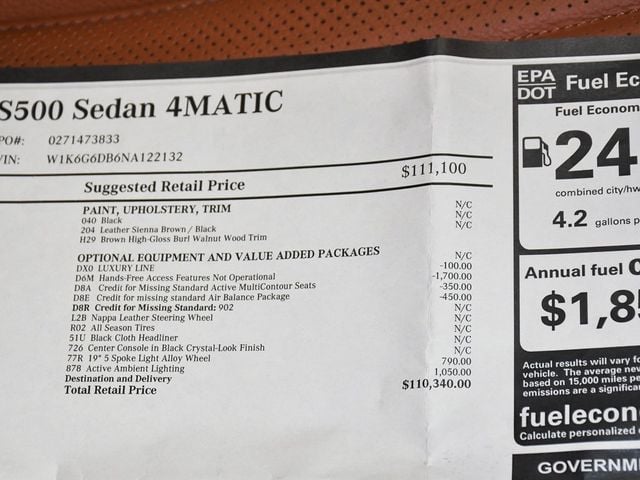 S500 Sedan 4MATIC
PO#: 0271473833
VIN: W1K6G6DB6NA122132
Suggested Retail Price $111,100
PAINT, UPHOLSTERY, TRIM
040 Black N/C
204 Leather Sienna Brown / Black N/C
H29 Brown High-Gloss Burl Walnut Wood Trim N/C
OPTIONAL EQUIPMENT AND VALUE ADDED PACKAGES
DX0 LUXURY LINE N/C
D6M Hands-Free Access Features Not Operational -100.00
D8A Credit for Missing Standard Active MultiContour Seats -1,700.00
D8E Credit for missing standard Air Balance Package -350.00
D8R Credit for Missing Standard: 902 -450.00
L2B Nappa Leather Steering Wheel N/C
R02 All Season Tires N/C
51U Black Cloth Headliner N/C
726 Center Console in Black Crystal-Look Finish N/C
77R 19" 5 Spoke Light Alloy Wheel N/C
878 Active Ambient Lighting 790.00
Destination and Delivery 1,050.00
Total Retail Price $110,340.00
EPA
DOT Fuel Ec
Fuel Econom
24
combined city/hw
4.2 gallons p
Annual fuel c
$1,85
Actual results will vary fo
vehicle. The average new
based on 15,000 miles pe
emissions are a significa
fuelecon
Calculate personalized
GOVERNM